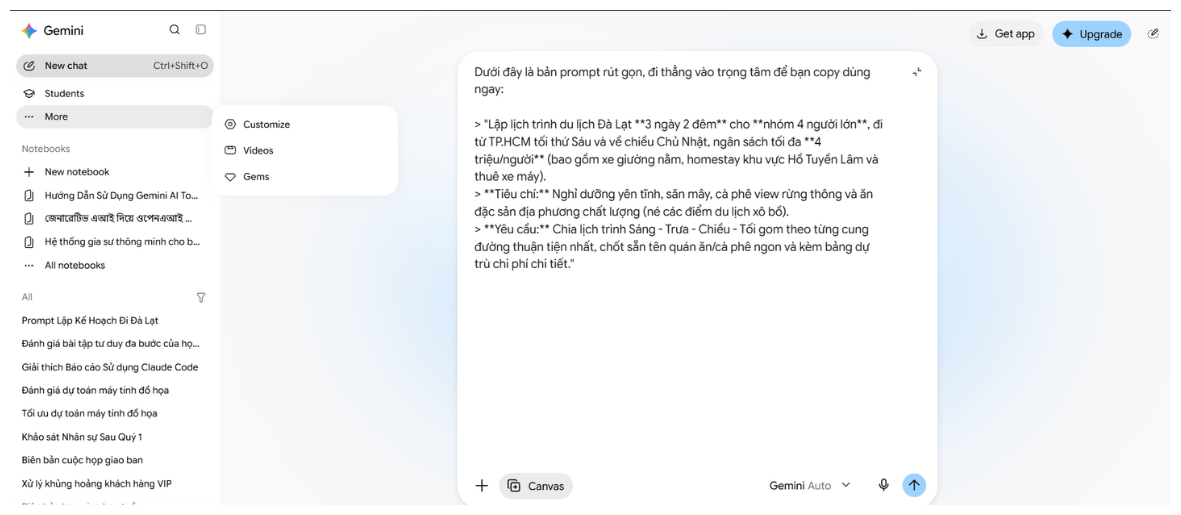 Gemini
New chat Ctrl+Shift+O
Students
More
Notebooks
New notebook
Hướng Dẫn Sử Dụng Gemini AI To...
জেনারেটিভ এআই দিয়ে ওপেনএআই ...
Hệ thống gia sư thông minh cho b...
All notebooks
All
Prompt Lập Kế Hoạch Đi Đà Lạt
Đánh giá bài tập tư duy đa bước của họ...
Giải thích Báo cáo Sử dụng Claude Code
Đánh giá dự toán máy tính đồ họa
Tối ưu dự toán máy tính đồ họa
Khảo sát Nhân sự Sau Quý 1
Biên bản cuộc họp giao ban
Xử lý khủng hoảng khách hàng VIP
Customize
Videos
Gems
Get app
Upgrade
Dưới đây là bản prompt rút gọn, đi thẳng vào trọng tâm để bạn copy dùng
ngay:
> "Lập lịch trình du lịch Đà Lạt **3 ngày 2 đêm** cho **nhóm 4 người lớn**, đi
từ TP.HCM tối thứ Sáu và về chiều Chủ Nhật, ngân sách tối đa **4
triệu/người** (bao gồm xe giường nằm, homestay khu vực Hồ Tuyền Lâm và
thuê xe máy).
> **Tiêu chí:** Nghỉ dưỡng yên tĩnh, săn mây, cà phê view rừng thông và ăn
đặc sản địa phương chất lượng (né các điểm du lịch xô bồ).
> **Yêu cầu:** Chia lịch trình Sáng - Trưa - Chiều - Tối gom theo từng cung
đường thuận tiện nhất, chốt sẵn tên quán ăn/cà phê ngon và kèm bảng dự
trù chi phí chi tiết."
Canvas
Gemini Auto